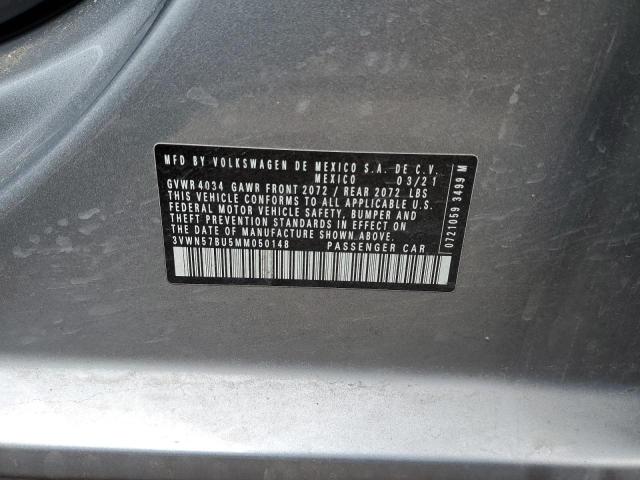 MFD BY VOLKSWAGEN DE MEXICO S.A. DE C.V.
MEXICO 03/21
GVWR 4034 GAWR FRONT 2072 / REAR 2072 LBS
THIS VEHICLE CONFORMS TO ALL APPLICABLE U.S.
FEDERAL MOTOR VEHICLE SAFETY, BUMPER AND
THEFT PREVENTION STANDARDS IN EFFECT ON
THE DATE OF MANUFACTURE SHOWN ABOVE.
3VWN57BU5MM050148 PASSENGER CAR
0721059 3499 M